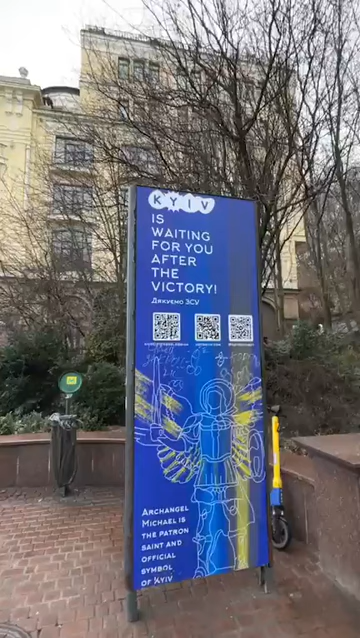 KYIV
IS
WAITING
FOR YOU
AFTER
THE
VICTORY!
Дякуємо ЗСУ
ARCHANGEL
MICHAEL IS
THE PATRON
SAINT AND
OFFICIAL
SYMBOL
OF KYIV